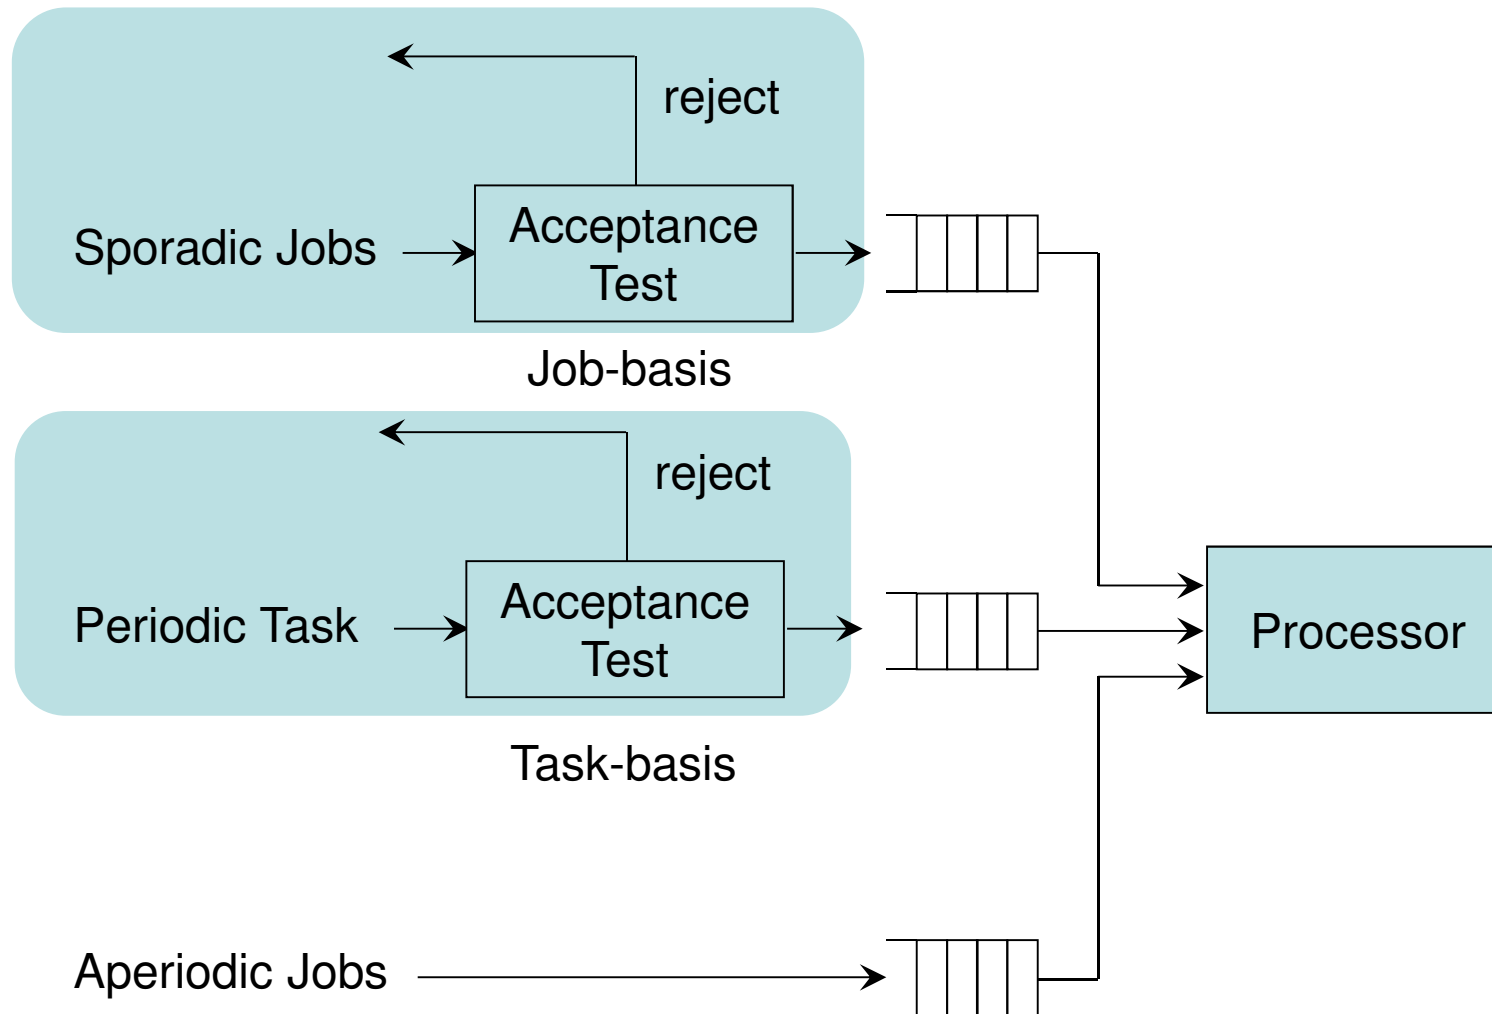 reject
Sporadic Jobs
Acceptance
Test
Job-basis
reject
Periodic Task
Acceptance
Test
Processor
Task-basis
Aperiodic Jobs